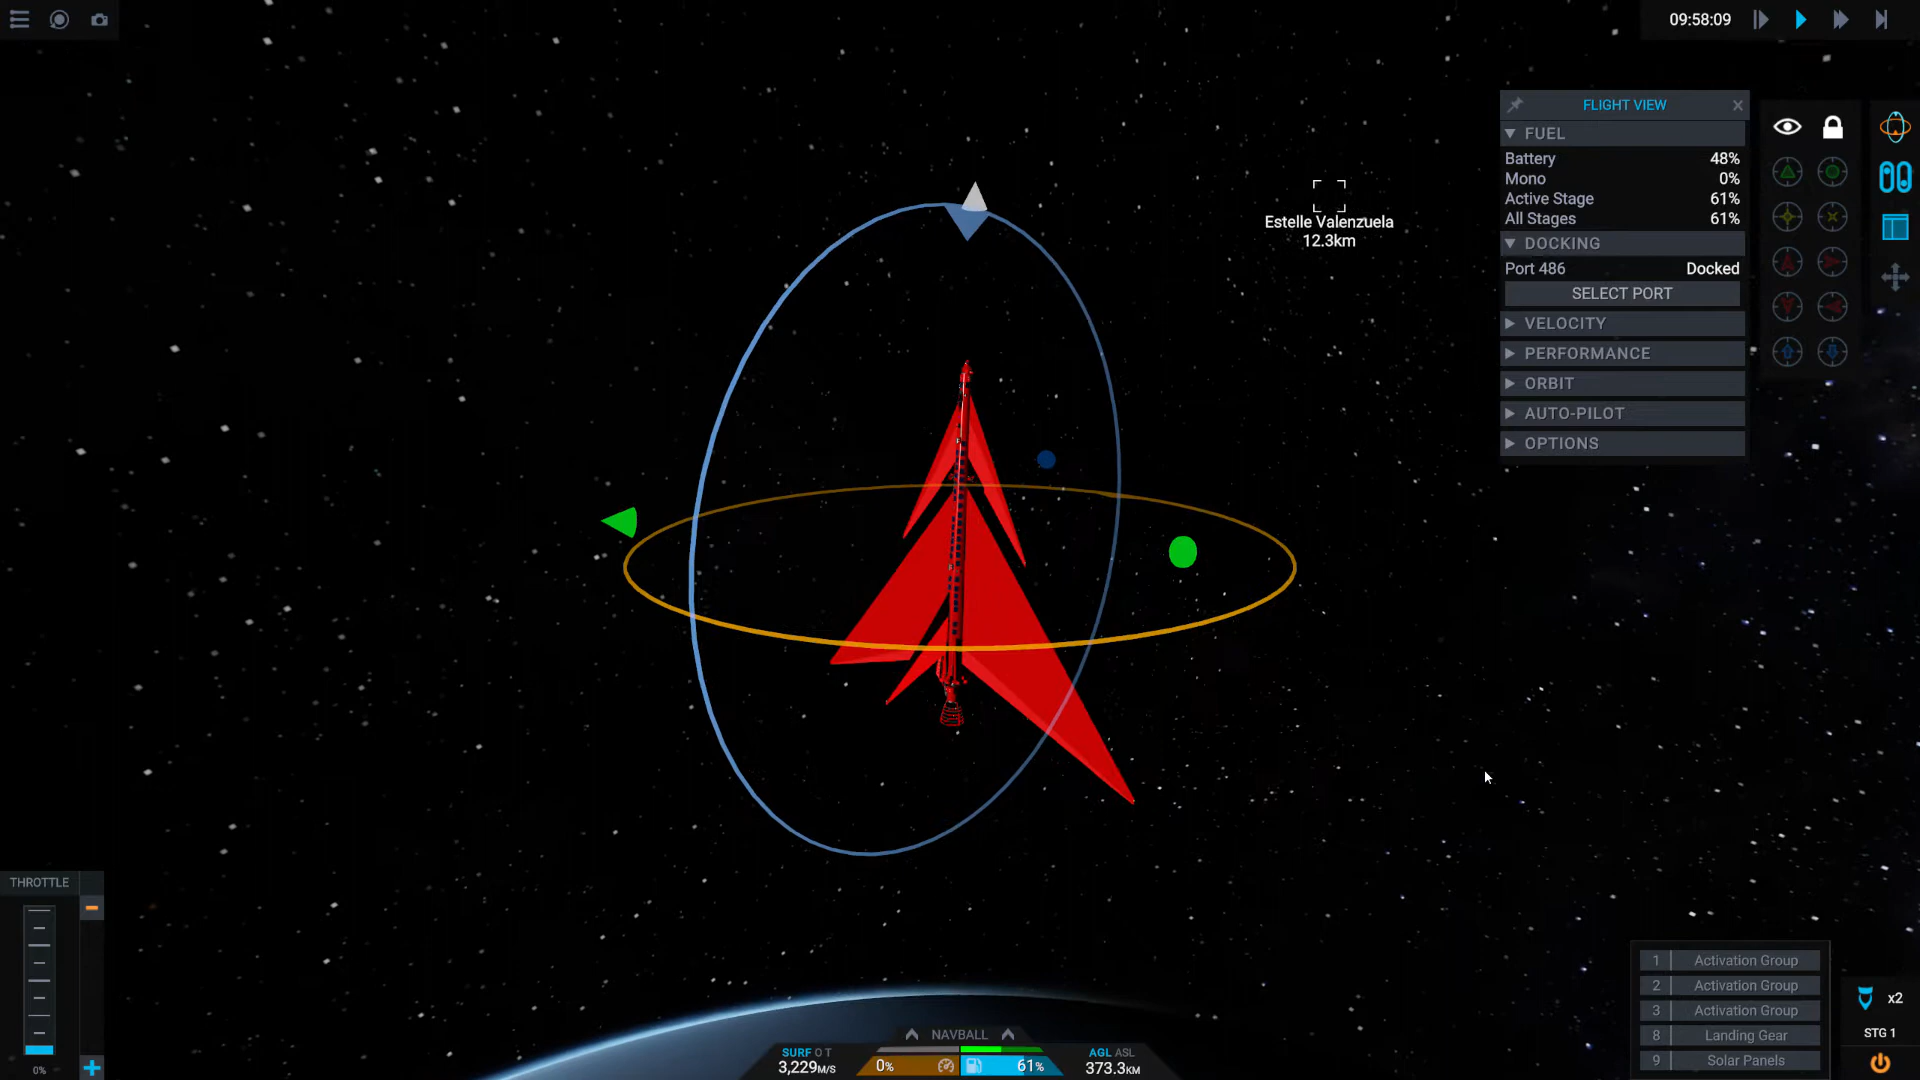 09:58:09
FLIGHT VIEW
FUEL
Battery 48%
Mono 0%
Active Stage 61%
All Stages 61%
DOCKING
Port 486 Docked
SELECT PORT
VELOCITY
PERFORMANCE
ORBIT
AUTO-PILOT
OPTIONS
Estelle Valenzuela
12.3km
THROTTLE
0%
NAVBALL
SURF O T
3,229M/S
0%
61%
AGL ASL
373.3KM
1 Activation Group
2 Activation Group
3 Activation Group
8 Landing Gear
9 Solar Panels
x2
STG 1